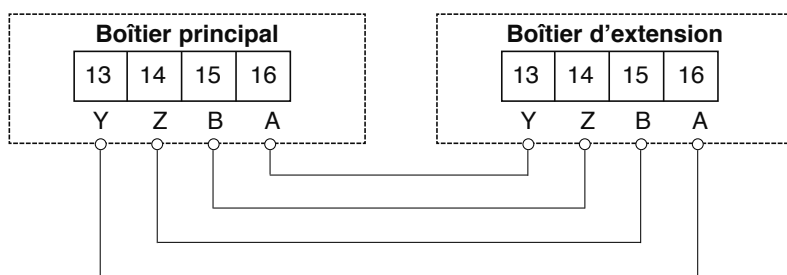 Boîtier principal
13 14 15 16
Y Z B A
Boîtier d'extension
13 14 15 16
Y Z B A